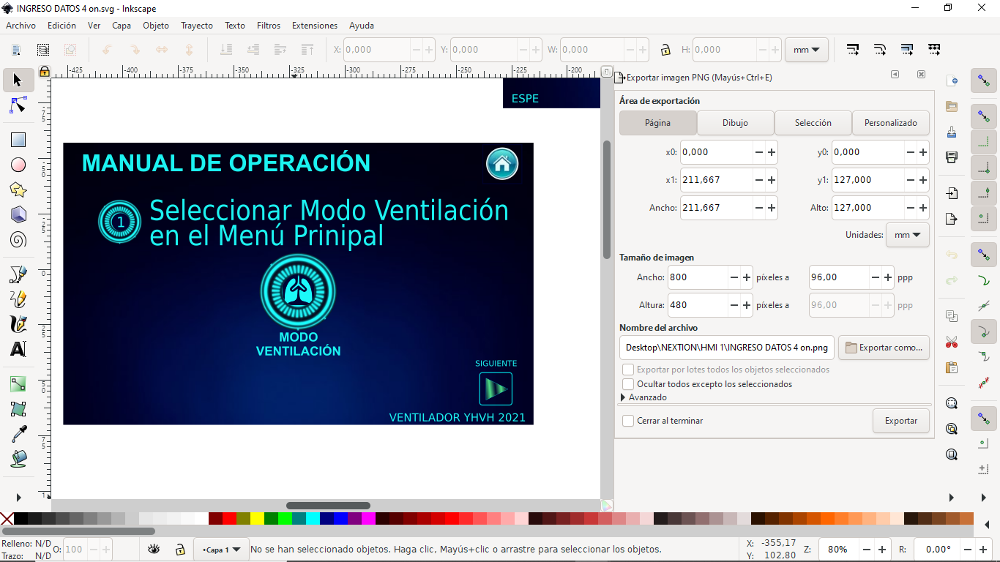 INGRESO DATOS 4 on.svg - Inkscape
Archivo Edición Ver Capa Objeto Trayecto Texto Filtros Extensiones Ayuda
X: 0,000 Y: 0,000 W: 0,000 H: 0,000 mm
-425 -400 -375 -350 -325 -300 -275 -250 -225 -200
ESPE
MANUAL DE OPERACIÓN
1 Seleccionar Modo Ventilación
en el Menú Prinipal
MODO
VENTILACIÓN
SIGUIENTE
VENTILADOR YHVH 2021
Exportar imagen PNG (Mayús+Ctrl+E)
Área de exportación
Página Dibujo Selección Personalizado
x0: 0,000 y0: 0,000
x1: 211,667 y1: 127,000
Ancho: 211,667 Alto: 127,000
Unidades: mm
Tamaño de imagen
Ancho: 800 píxeles a 96,00 ppp
Altura: 480 píxeles a 96,00 ppp
Nombre del archivo
Desktop\NEXTION\HMI 1\INGRESO DATOS 4 on.png Exportar como...
Exportar por lotes todos los objetos seleccionados
Ocultar todos excepto los seleccionados
Avanzado
Cerrar al terminar Exportar
Relleno: N/D
Trazo: N/D
O: 100
•Capa 1
No se han seleccionado objetos. Haga clic, Mayús+clic o arrastre para seleccionar los objetos.
X: -355,17
Y: 102,80
Z: 80% R: 0,00°